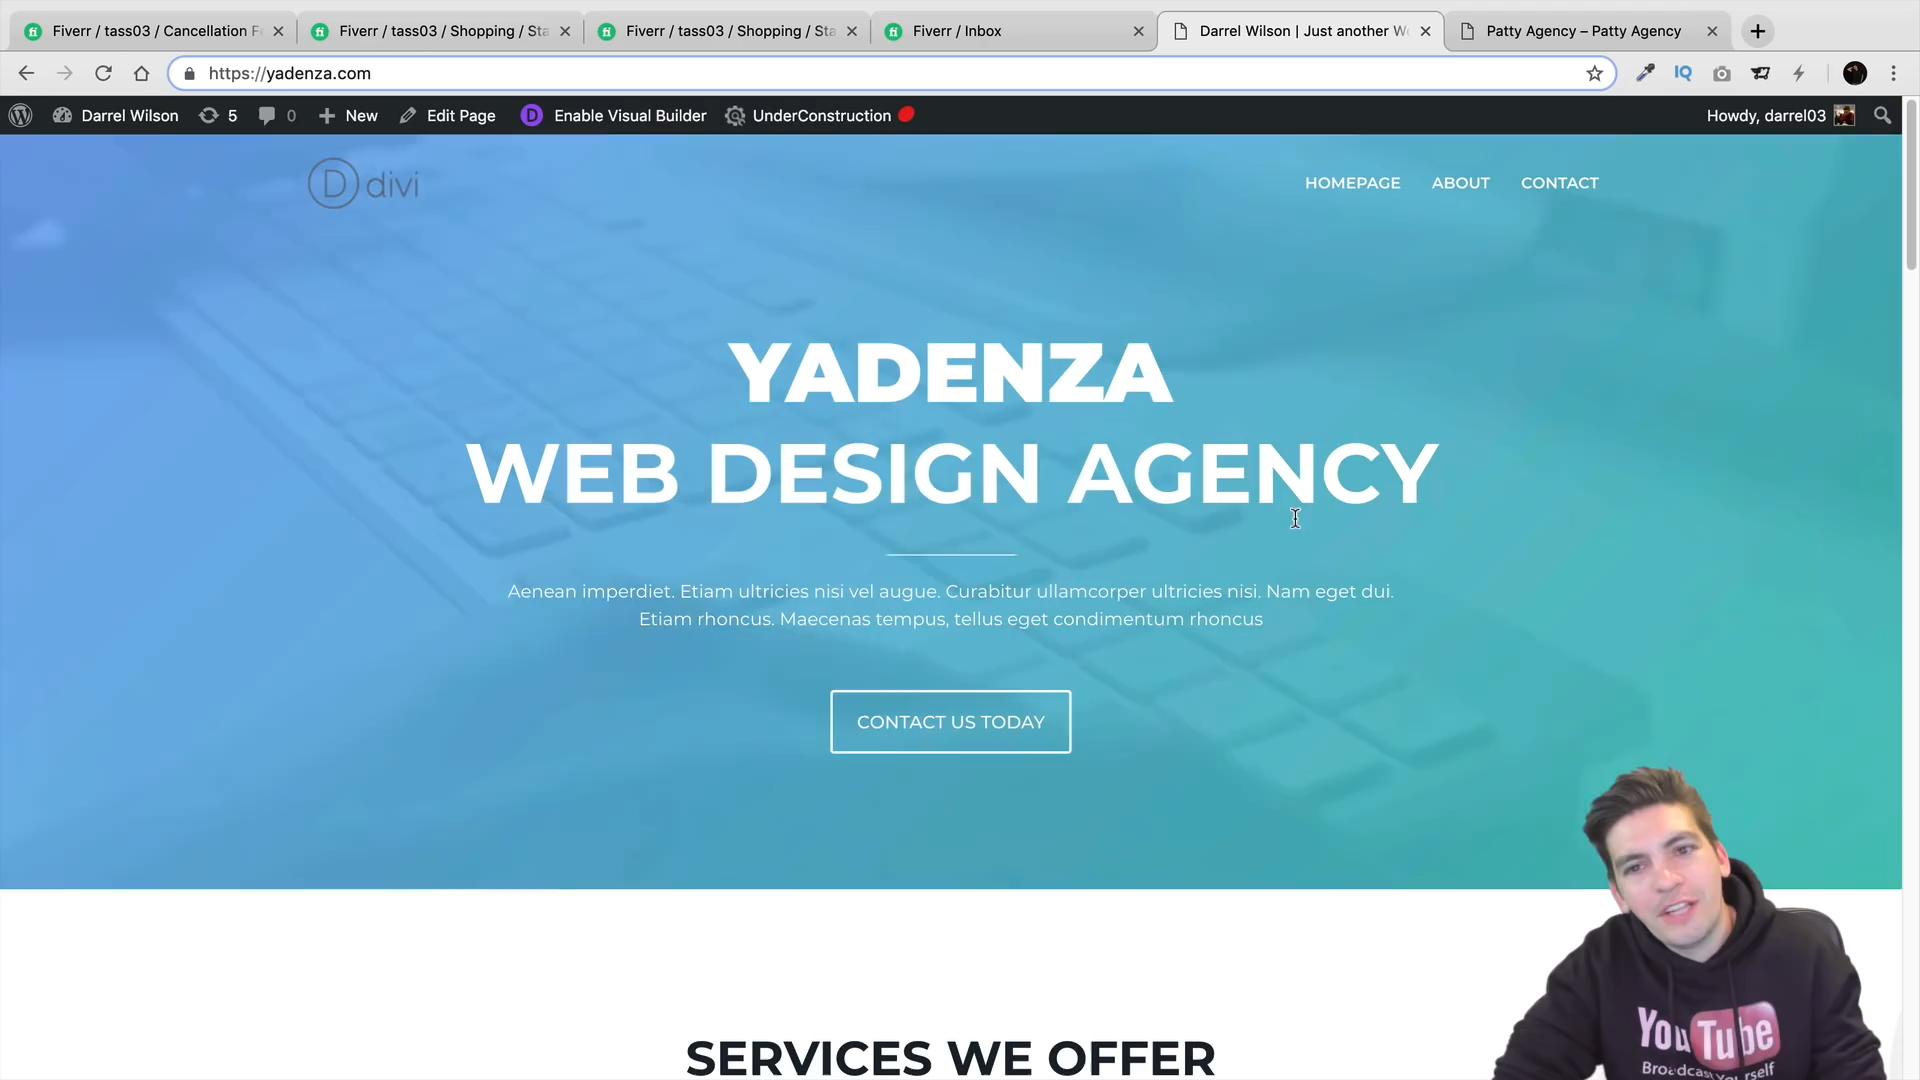 Fiverr / tass03 / Cancellation F
Fiverr / tass03 / Shopping / Sta
Fiverr / tass03 / Shopping / Sta
Fiverr / Inbox
Darrel Wilson | Just another W
Patty Agency – Patty Agency
https://yadenza.com
IQ
Darrel Wilson
5
0
New
Edit Page
D
Enable Visual Builder
UnderConstruction
Howdy, darrel03
D divi
HOMEPAGE
ABOUT
CONTACT
YADENZA
WEB DESIGN AGENCY
Aenean imperdiet. Etiam ultricies nisi vel augue. Curabitur ullamcorper ultricies nisi. Nam eget dui.
Etiam rhoncus. Maecenas tempus, tellus eget condimentum rhoncus
CONTACT US TODAY
SERVICES WE OFFER
YouTube
Broadcast Yourself